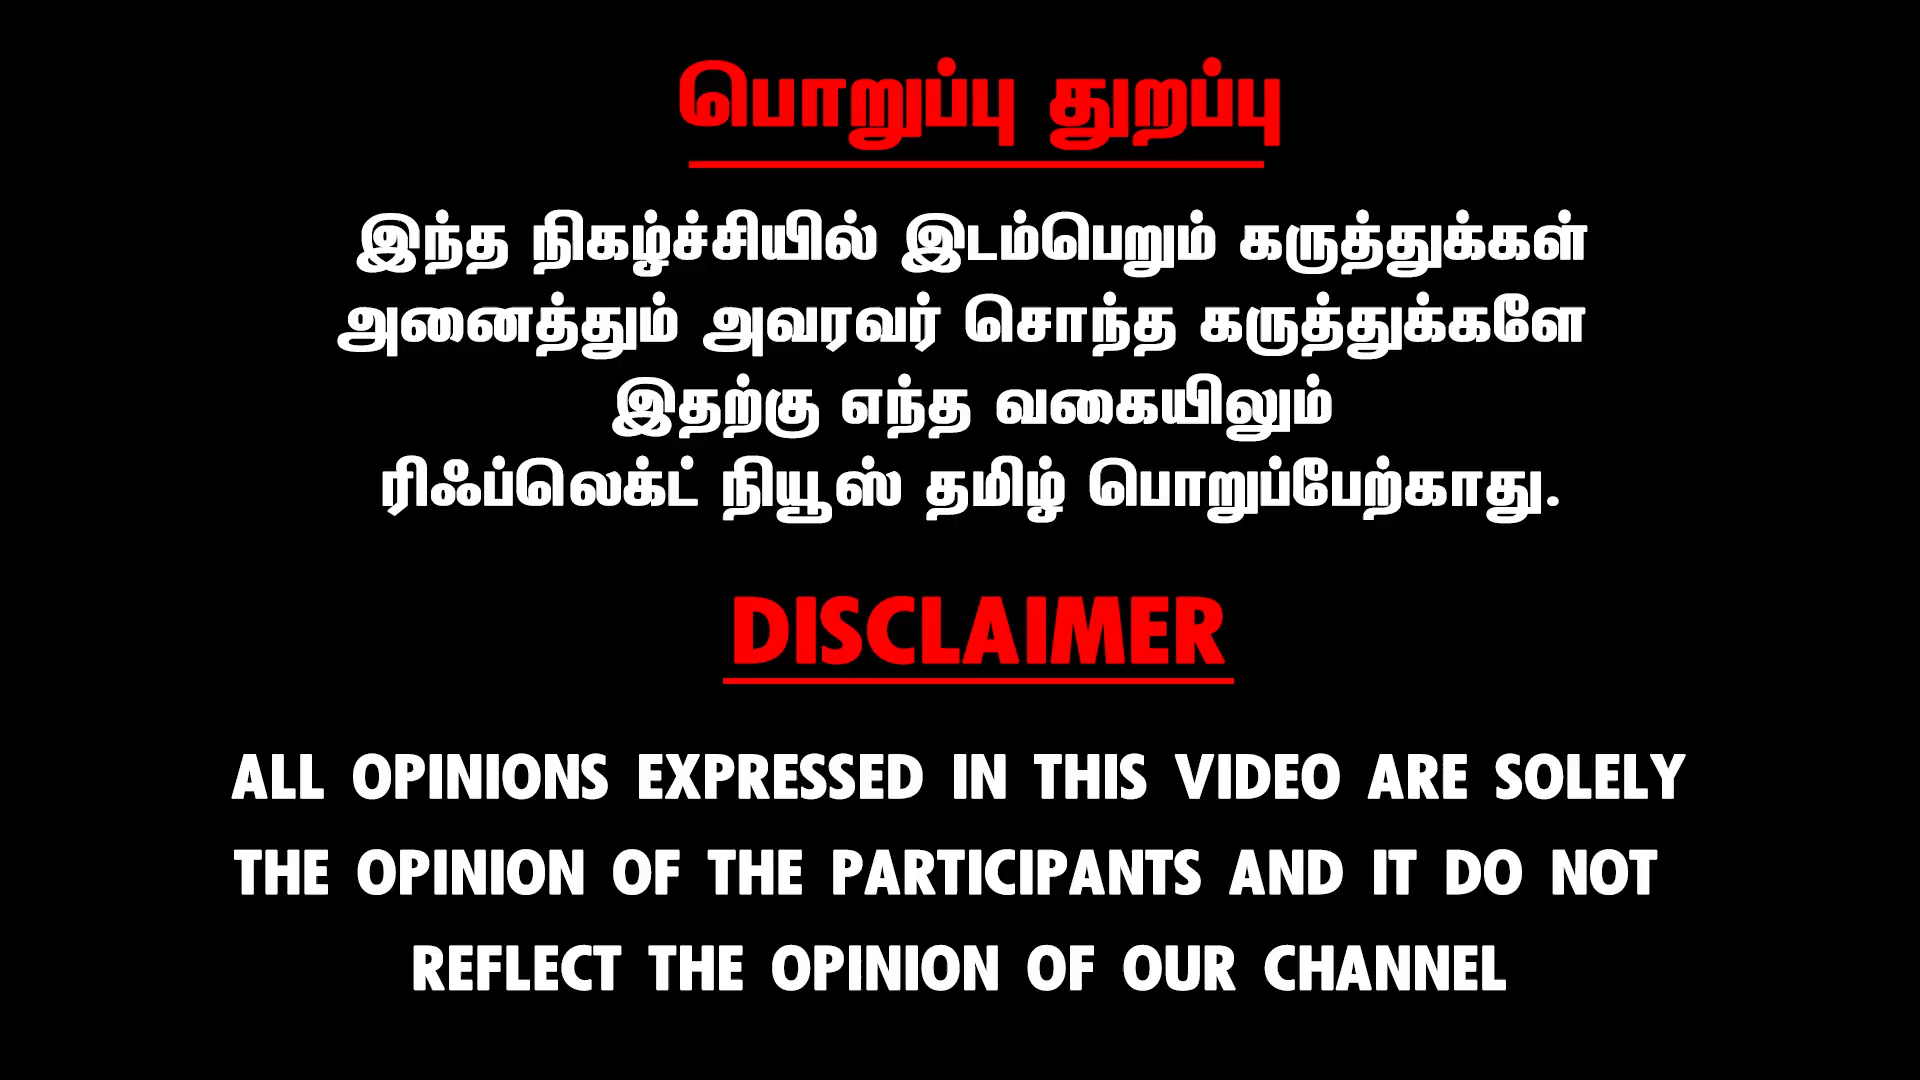 பொறுப்பு துறப்பு
இந்த நிகழ்ச்சியில் இடம்பெறும் கருத்துக்கள்
அனைத்தும் அவரவர் சொந்த கருத்துக்களே
இதற்கு எந்த வகையிலும்
ரிஃப்லெக்ட் நியூஸ் தமிழ் பொறுப்பேற்காது.
DISCLAIMER
ALL OPINIONS EXPRESSED IN THIS VIDEO ARE SOLELY
THE OPINION OF THE PARTICIPANTS AND IT DO NOT
REFLECT THE OPINION OF OUR CHANNEL